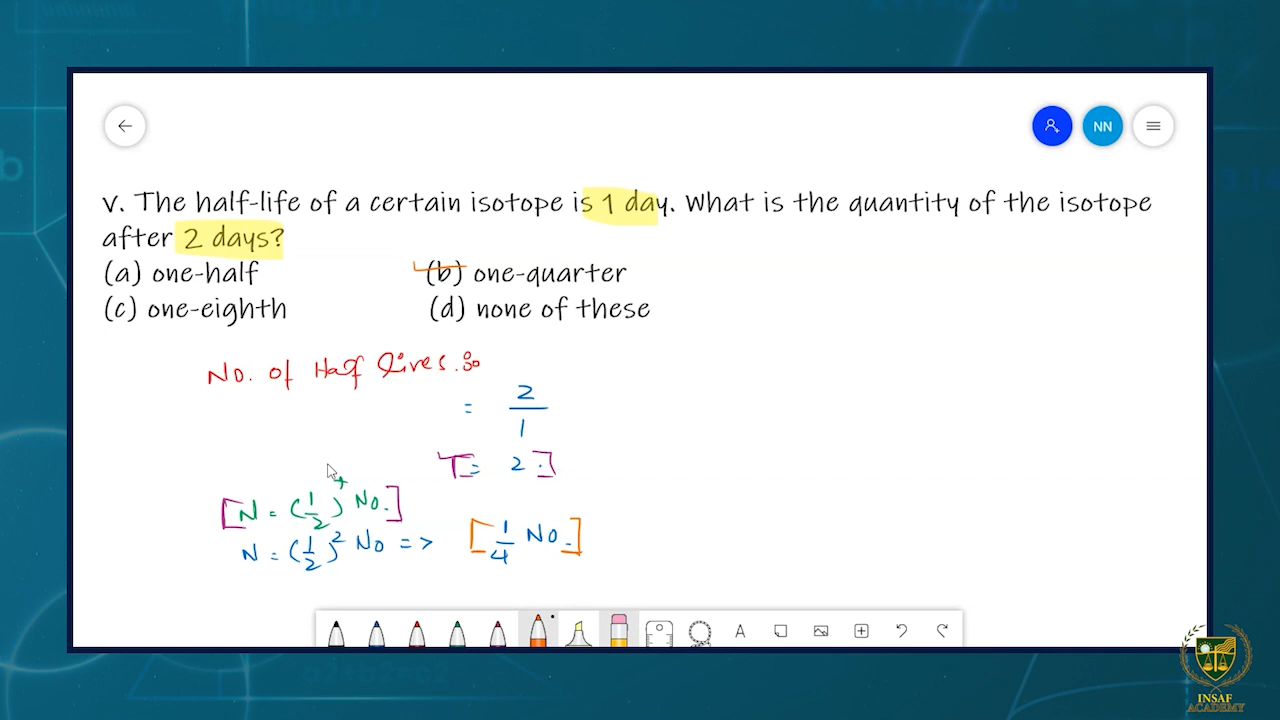 NN
v. The half-life of a certain isotope is 1 day. What is the quantity of the isotope
after 2 days?
(a) one-half (b) one-quarter
(c) one-eighth (d) none of these
No. of Half lives.:
= 2/1
T = 2.
[N = (1/2)^t No.]
N = (1/2)^2 No => [1/4 No.]
A
INSAF
ACADEMY